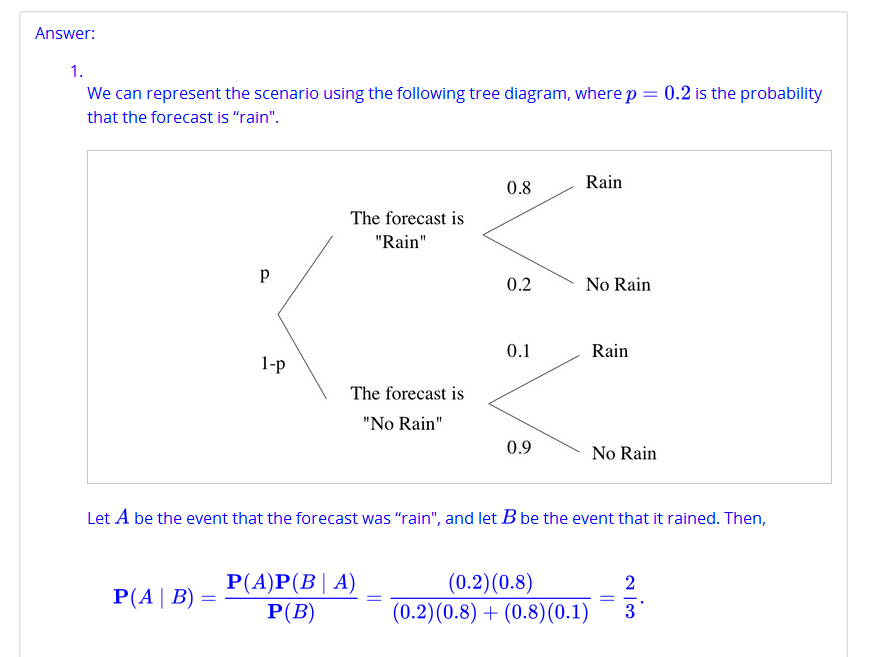 Answer:
1.
We can represent the scenario using the following tree diagram, where p = 0.2 is the probability
that the forecast is “rain".
0.8
Rain
The forecast is
"Rain"
p
0.2
No Rain
0.1
Rain
1-p
The forecast is
"No Rain"
0.9
No Rain
Let A be the event that the forecast was “rain", and let B be the event that it rained. Then,
P(A | B) = P(A)P(B | A) / P(B) = (0.2)(0.8) / (0.2)(0.8) + (0.8)(0.1) = 2/3.